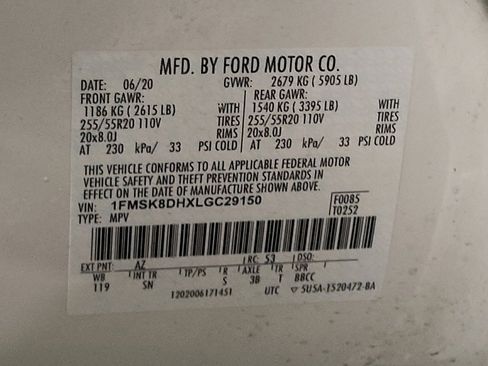 MFD. BY FORD MOTOR CO.
DATE: 06/20 GVWR: 2679 KG ( 5905 LB)
FRONT GAWR: REAR GAWR:
1186 KG ( 2615 LB) WITH 1540 KG ( 3395 LB) WITH
255/55R20 110V TIRES 255/55R20 110V TIRES
20x8.0J RIMS 20x8.0J RIMS
AT 230 kPa/ 33 PSI COLD AT 230 kPa/ 33 PSI COLD
THIS VEHICLE CONFORMS TO ALL APPLICABLE FEDERAL MOTOR
VEHICLE SAFETY AND THEFT PREVENTION STANDARDS IN
EFFECT ON THE DATE OF MANUFACTURE SHOWN ABOVE.
VIN: 1FMSK8DHXLGC29150 F0085
TYPE: MPV T0252
EXT PNT: AZ RC: 53 DSO:
WB INT TR TP/PS R AXLE TR SPR
119 SN S 3B T BBCC
1202006171451 UTC ▽ 5U5A-1520472-BA